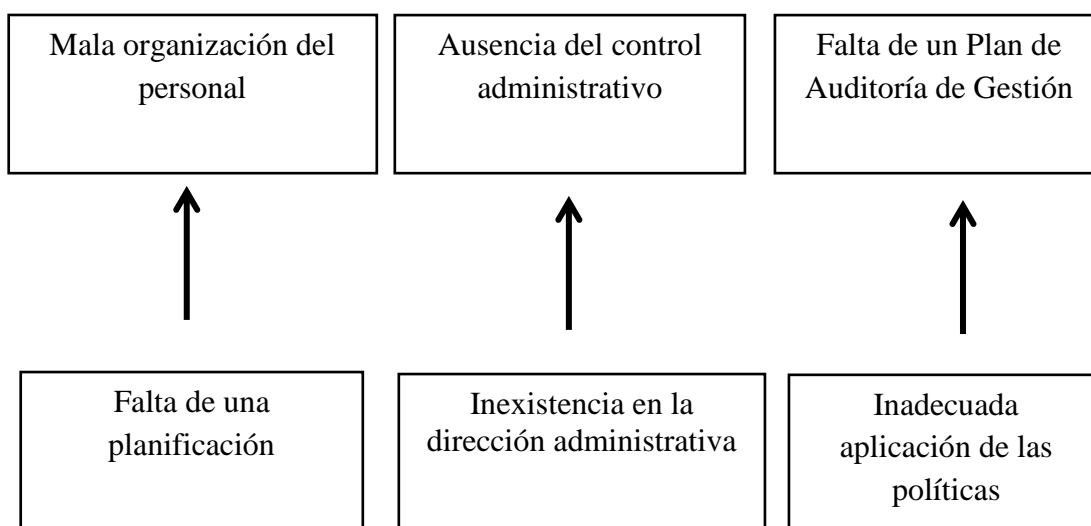 Mala organización del
personal
Ausencia del control
administrativo
Falta de un Plan de
Auditoría de Gestión
Falta de una
planificación
Inexistencia en la
dirección administrativa
Inadecuada
aplicación de las
políticas